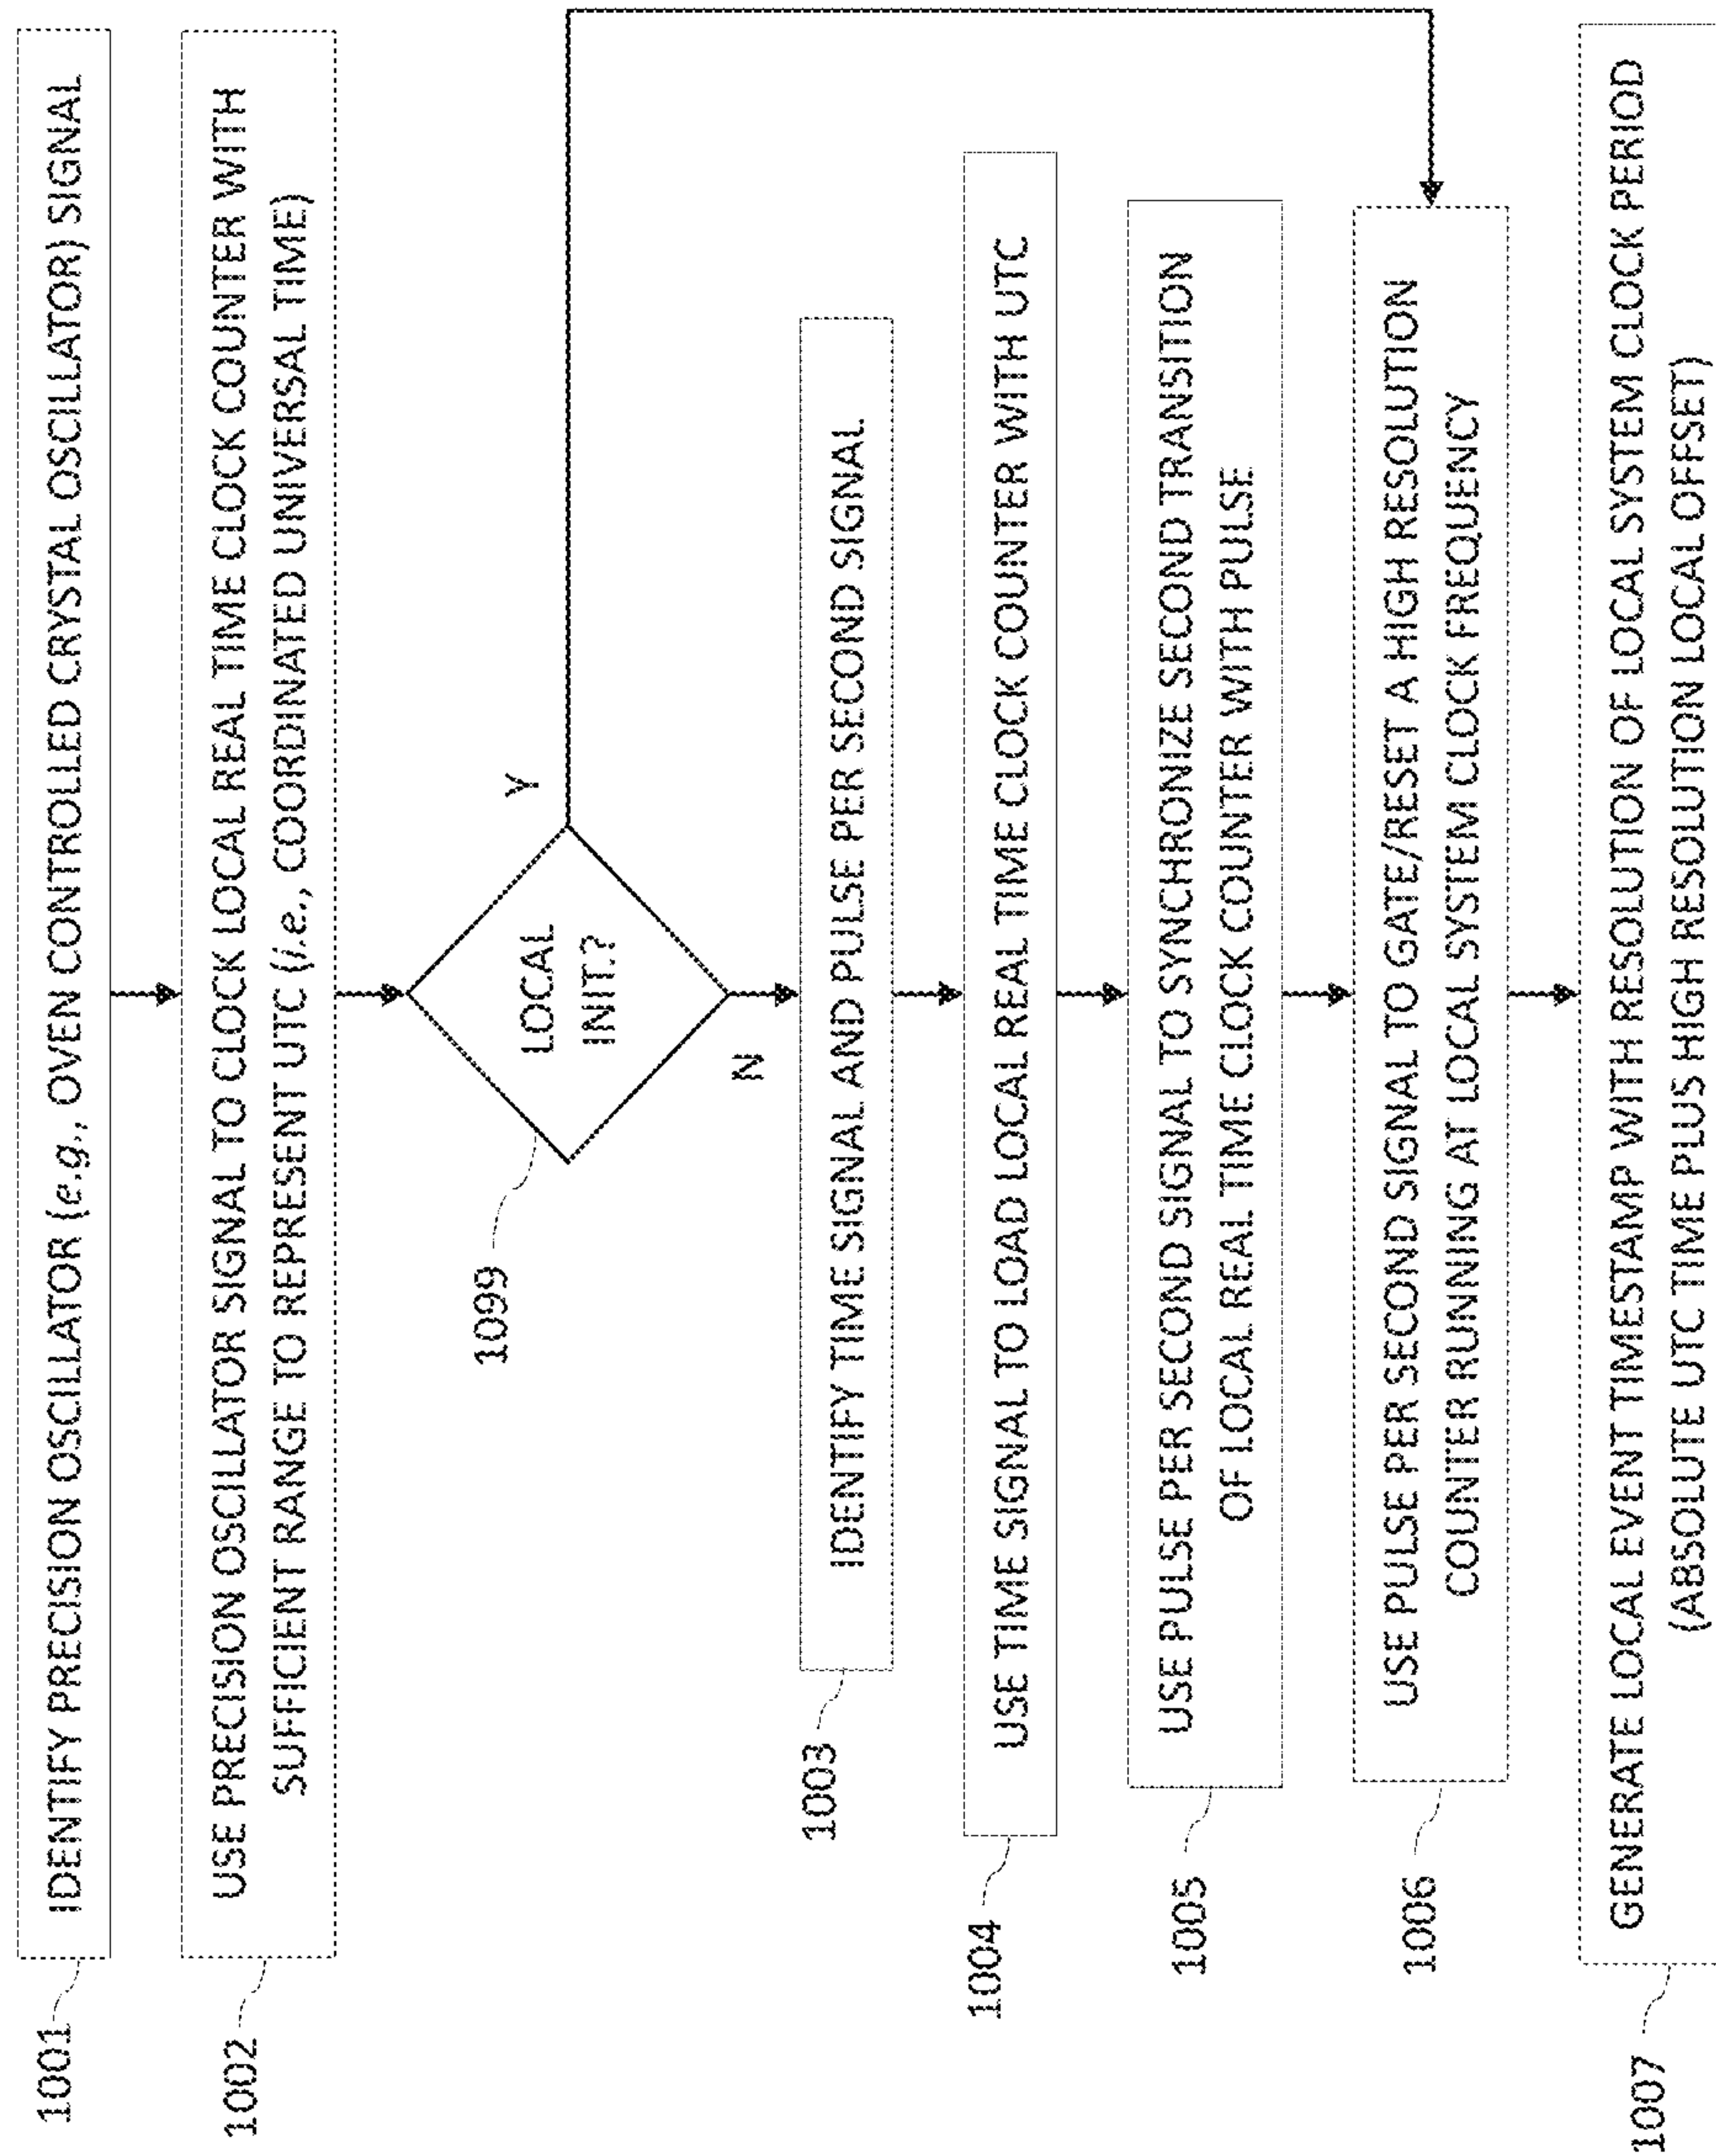 1001
IDENTIFY PRECISION OSCILLATOR (e.g., OVEN CONTROLLED CRYSTAL OSCILLATOR) SIGNAL
1002
USE PRECISION OSCILLATOR SIGNAL TO CLOCK LOCAL REAL TIME CLOCK COUNTER WITH
SUFFICIENT RANGE TO REPRESENT UTC (i.e., COORDINATED UNIVERSAL TIME)
1099
LOCAL
INIT.?
Y
N
1003
IDENTIFY TIME SIGNAL AND PULSE PER SECOND SIGNAL
1004
USE TIME SIGNAL TO LOAD LOCAL REAL TIME CLOCK COUNTER WITH UTC
1005
USE PULSE PER SECOND SIGNAL TO SYNCHRONIZE SECOND TRANSITION
OF LOCAL REAL TIME CLOCK COUNTER WITH PULSE
1006
USE PULSE PER SECOND SIGNAL TO GATE/RESET A HIGH RESOLUTION
COUNTER RUNNING AT LOCAL SYSTEM CLOCK FREQUENCY
1007
GENERATE LOCAL EVENT TIMESTAMP WITH RESOLUTION OF LOCAL SYSTEM CLOCK PERIOD
(ABSOLUTE UTC TIME PLUS HIGH RESOLUTION LOCAL OFFSET)